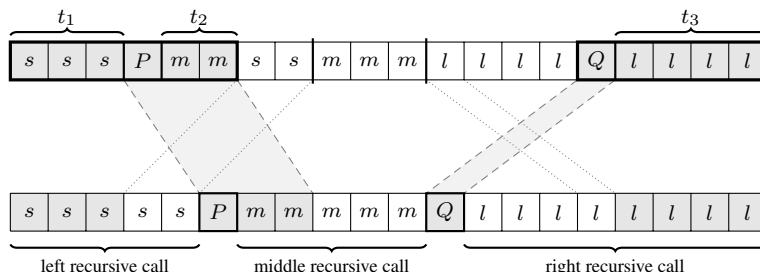 t₁ t₂ t₃
s s s P m m s s m m m l l l l Q l l l l
s s s s s P m m m m m Q l l l l l l l l
left recursive call middle recursive call right recursive call